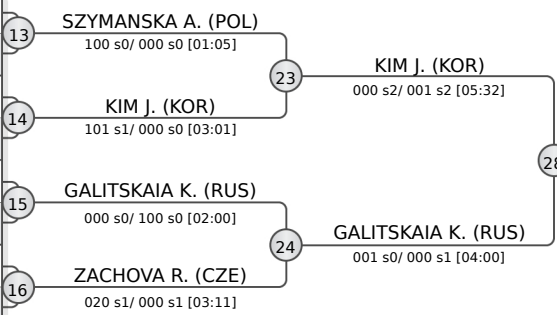 SZYMANSKA A. (POL)
13
100 s0/ 000 s0 [01:05]
KIM J. (KOR)
23
000 s2/ 001 s2 [05:32]
KIM J. (KOR)
14
101 s1/ 000 s0 [03:01]
28
GALITSKAIA K. (RUS)
15
000 s0/ 100 s0 [02:00]
GALITSKAIA K. (RUS)
24
001 s0/ 000 s1 [04:00]
ZACHOVA R. (CZE)
16
020 s1/ 000 s1 [03:11]